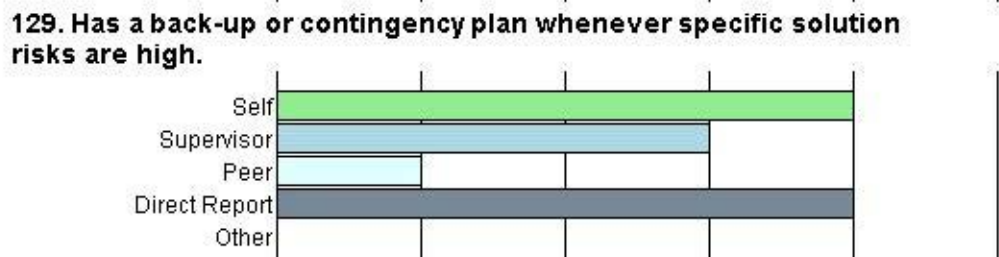 129. Has a back-up or contingency plan whenever specific solution
risks are high.
Self
Supervisor
Peer
Direct Report
Other